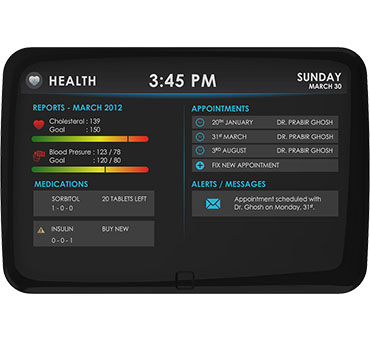 HEALTH
3:45 PM
SUNDAY
MARCH 30
REPORTS - MARCH 2012
Cholesterol : 139
Goal : 150
Blood Presure : 123 / 78
Goal : 120 / 80
MEDICATIONS
SORBITOL 20 TABLETS LEFT
1 - 0 - 0
INSULIN BUY NEW
0 - 0 - 1
APPOINTMENTS
20TH JANUARY DR. PRABIR GHOSH
31ST MARCH DR. PRABIR GHOSH
3RD AUGUST DR. PRABIR GHOSH
FIX NEW APPOINTMENT
ALERTS / MESSAGES
Appointment scheduled with
Dr. Ghosh on Monday, 31st.